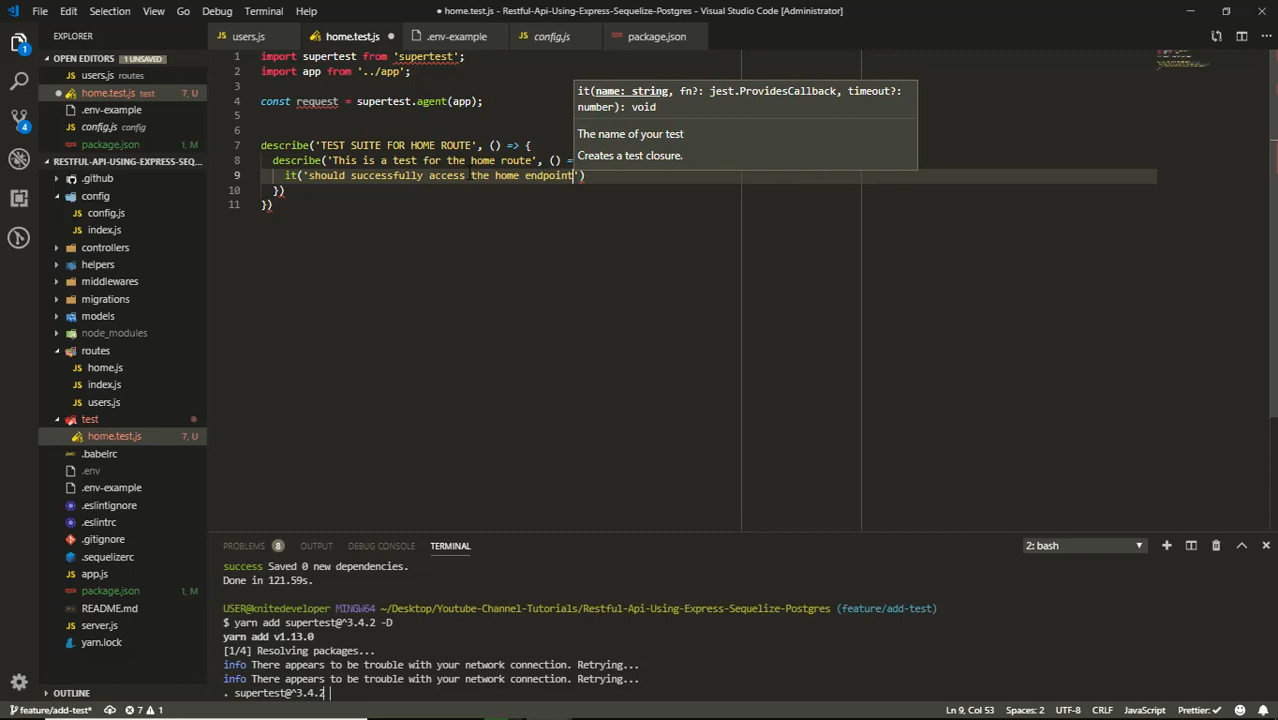 File Edit Selection View Go Debug Terminal Help
● home.test.js - Restful-Api-Using-Express-Sequelize-Postgres - Visual Studio Code [Administrator]
EXPLORER
users.js
home.test.js
.env-example
config.js
package.json
OPEN EDITORS 1 UNSAVED
users.js routes
home.test.js test 7, U
.env-example
config.js config
package.json 1, M
RESTFUL-API-USING-EXPRESS-SEQ...
.github
config
config.js
index.js
controllers
helpers
middlewares
migrations
models
node_modules
routes
home.js
index.js
users.js
test
home.test.js 7, U
.babelrc
.env
.env-example
.eslintignore
.eslintrc
.gitignore
.sequelizerc
app.js
package.json 1, M
README.md
server.js
yarn.lock
OUTLINE
1
4
1 import supertest from 'supertest';
2 import app from '../app';
3
4 const request = supertest.agent(app);
5
6
7 describe('TEST SUITE FOR HOME ROUTE', () => {
8 describe('This is a test for the home route', () =
9 it('should successfully access the home endpoint')
10 })
11 })
it(name: string, fn?: jest.ProvidesCallback, timeout?:
number): void
The name of your test
Creates a test closure.
PROBLEMS 8 OUTPUT DEBUG CONSOLE TERMINAL
2: bash
success Saved 0 new dependencies.
Done in 121.59s.
USER@knitedeveloper MINGW64 ~/Desktop/Youtube-Channel-Tutorials/Restful-Api-Using-Express-Sequelize-Postgres (feature/add-test)
$ yarn add supertest@^3.4.2 -D
yarn add v1.13.0
[1/4] Resolving packages...
info There appears to be trouble with your network connection. Retrying...
info There appears to be trouble with your network connection. Retrying...
. supertest@^3.4.2
feature/add-test* 7 1
Ln 9, Col 53 Spaces: 2 UTF-8 CRLF JavaScript Prettier: ✓